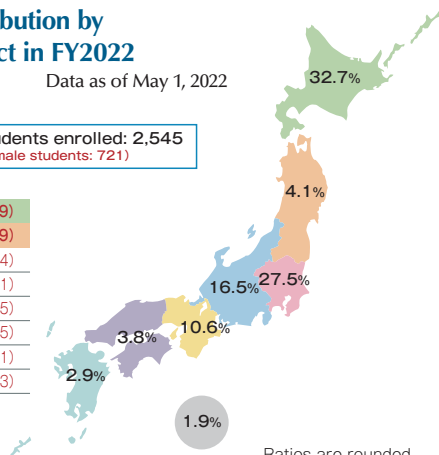 bution by
ct in FY2022
Data as of May 1, 2022
udents enrolled: 2,545
male students: 721)
9)
9)
4)
1)
5)
5)
1)
3)
32.7%
4.1%
27.5%
16.5%
10.6%
3.8%
2.9%
1.9%
Ratios are rounded